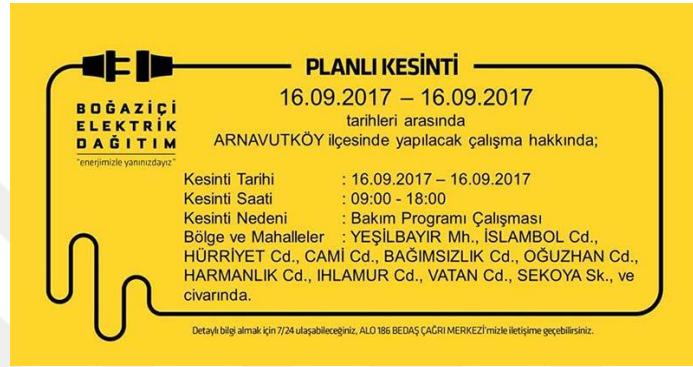 PLANLI KESİNTİ
BOĞAZİÇİ
ELEKTRİK
DAĞITIM
"enerjimizle yanınızdayız"
16.09.2017 – 16.09.2017
tarihleri arasında
ARNAVUTKÖY ilçesinde yapılacak çalışma hakkında;
Kesinti Tarihi : 16.09.2017 – 16.09.2017
Kesinti Saati : 09:00 - 18:00
Kesinti Nedeni : Bakım Programı Çalışması
Bölge ve Mahalleler : YEŞİLBAYIR Mh., İSLAMBOL Cd.,
HÜRRİYET Cd., CAMİ Cd., BAĞIMSIZLIK Cd., OĞUZHAN Cd.,
HARMANLIK Cd., IHLAMUR Cd., VATAN Cd., SEKOYA Sk., ve
civarında.
Detaylı bilgi almak için 7/24 ulaşabileceğiniz, ALO 186 BEDAŞ ÇAĞRI MERKEZİ'mizle iletişime geçebilirsiniz.